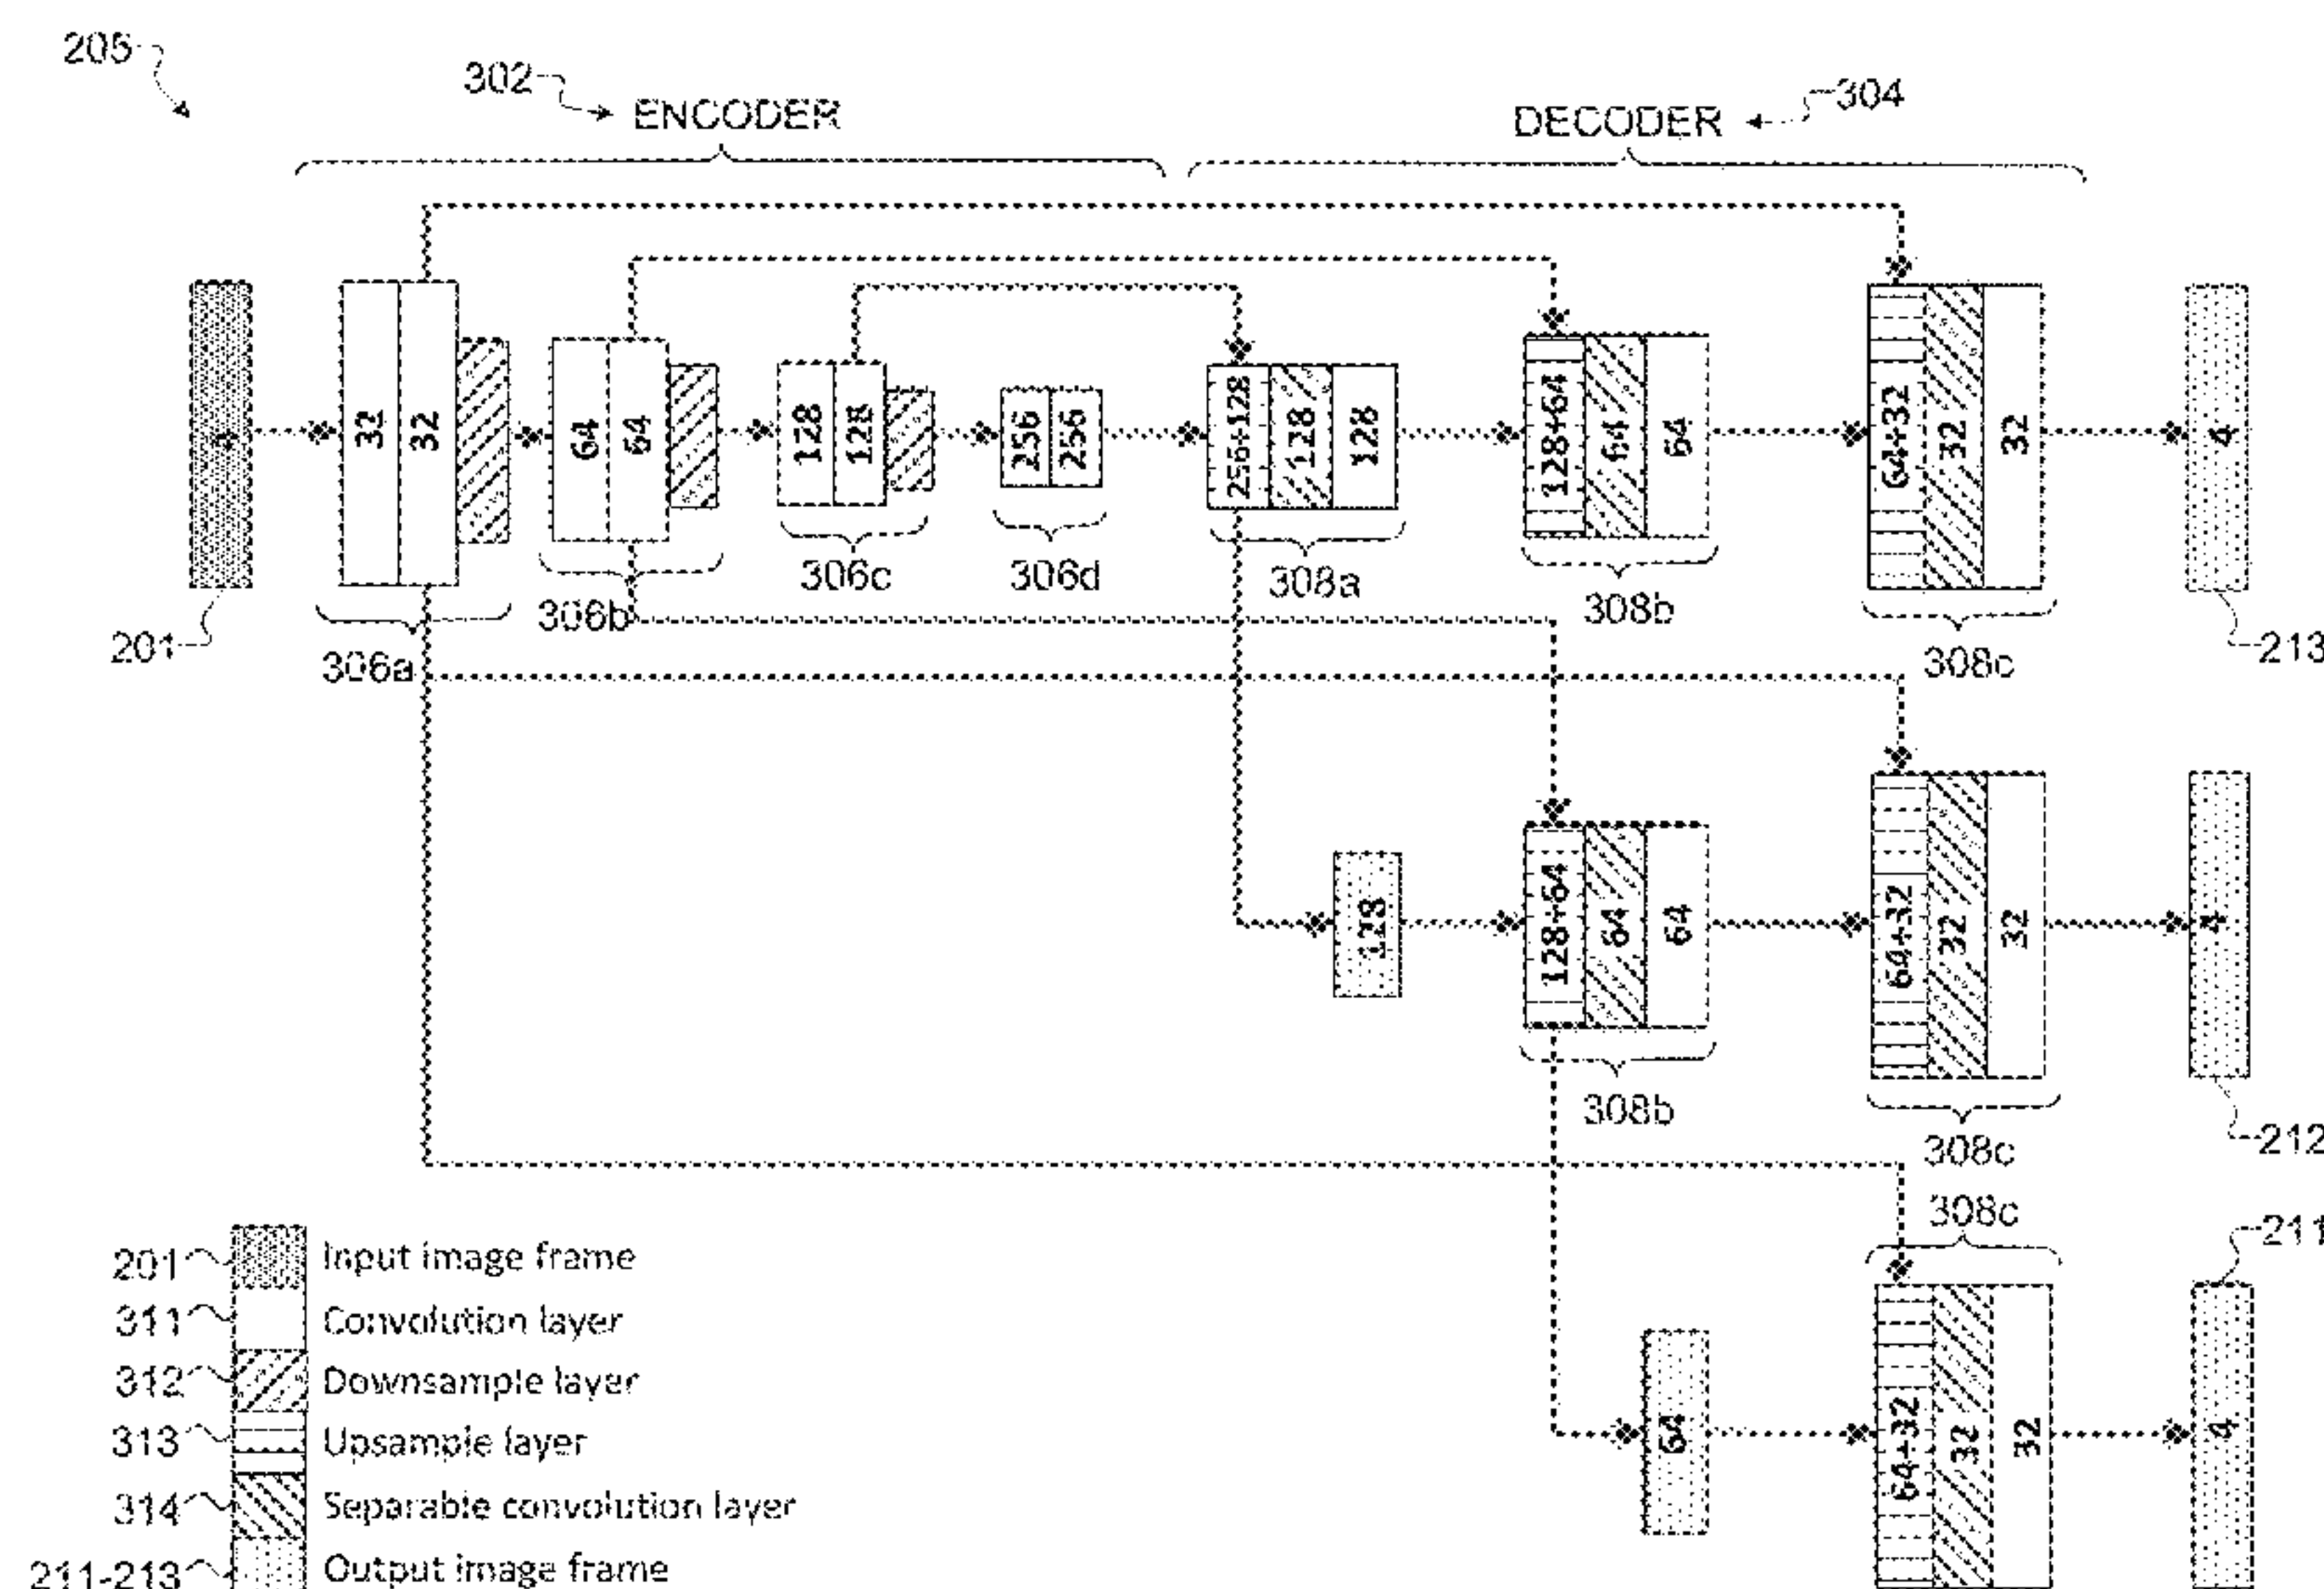 205
302
ENCODER
DECODER
304
4
32
32
64
64
128
128
256
256
256+128
128
128
128+64
64
64
64+32
32
32
4
201
306a
306b
306c
306d
308a
308b
308c
213
128
128+64
64
64
64+32
32
32
4
308b
308c
212
308c
211
64
64+32
32
32
4
201 Input image frame
311 Convolution layer
312 Downsample layer
313 Upsample layer
314 Separable convolution layer
211-213 Output image frame